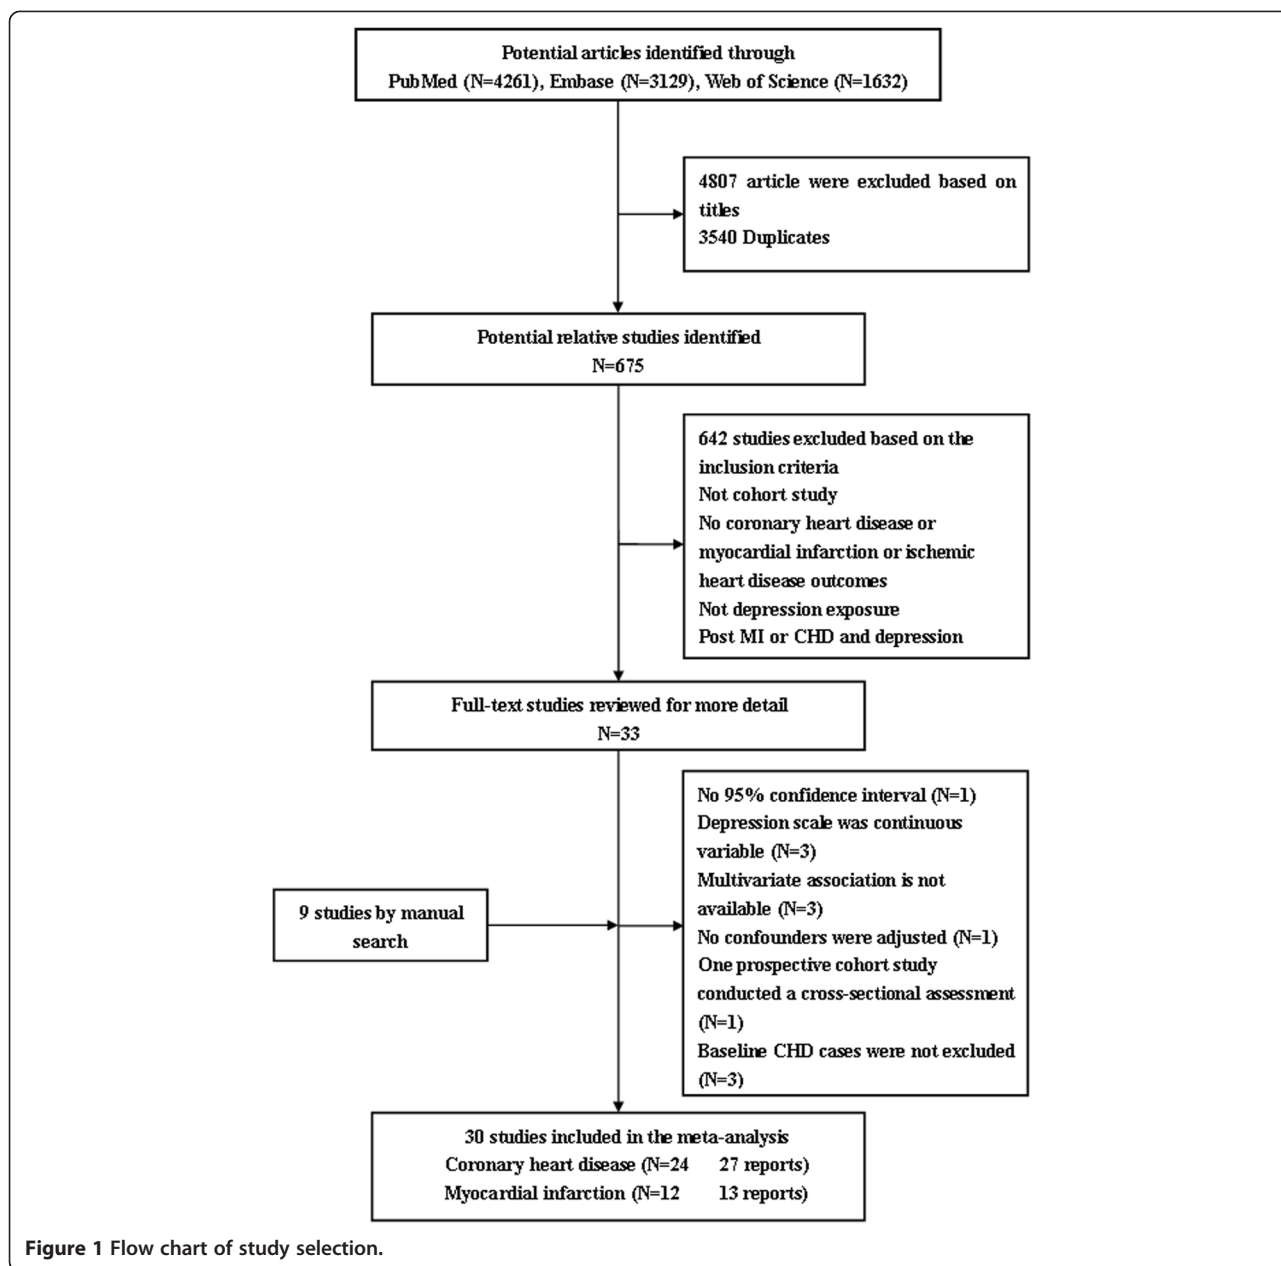 Potential articles identified through
PubMed (N=4261), Embase (N=3129), Web of Science (N=1632)
4807 article were excluded based on
titles
3540 Duplicates
Potential relative studies identified
N=675
642 studies excluded based on the
inclusion criteria
Not cohort study
No coronary heart disease or
myocardial infarction or ischemic
heart disease outcomes
Not depression exposure
Post MI or CHD and depression
Full-text studies reviewed for more detail
N=33
No 95% confidence interval (N=1)
Depression scale was continuous
variable (N=3)
Multivariate association is not
available (N=3)
No confounders were adjusted (N=1)
One prospective cohort study
conducted a cross-sectional assessment
(N=1)
Baseline CHD cases were not excluded
(N=3)
9 studies by manual
search
30 studies included in the meta-analysis
Coronary heart disease (N=24 27 reports)
Myocardial infarction (N=12 13 reports)
Figure 1 Flow chart of study selection.